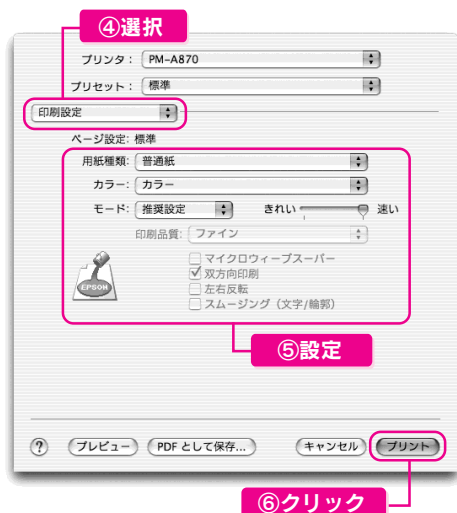 ④選択
プリンタ： PM-A870
プリセット： 標準
印刷設定
ページ設定: 標準
用紙種類: 普通紙
カラー: カラー
モード: 推奨設定 きれい 速い
印刷品質: ファイン
マイクロウィーブスーパー
双方向印刷
左右反転
スムージング（文字/輪郭）
EPSON
⑤設定
? プレビュー PDF として保存... キャンセル プリント
⑥クリック